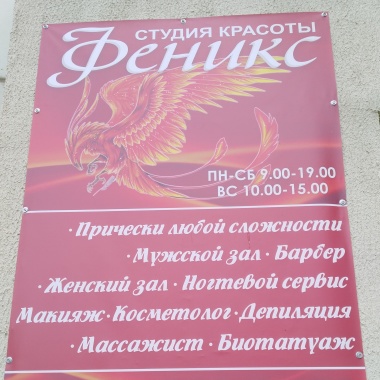 СТУДИЯ КРАСОТЫ
Феникс
ПН-СБ 9.00-19.00
ВС 10.00-15.00
· Прически любой сложности
· Мужской зал · Барбер
· Женский зал · Ногтевой сервис
Макияж · Косметолог · Депиляция
· Массажист · Биотатуаж